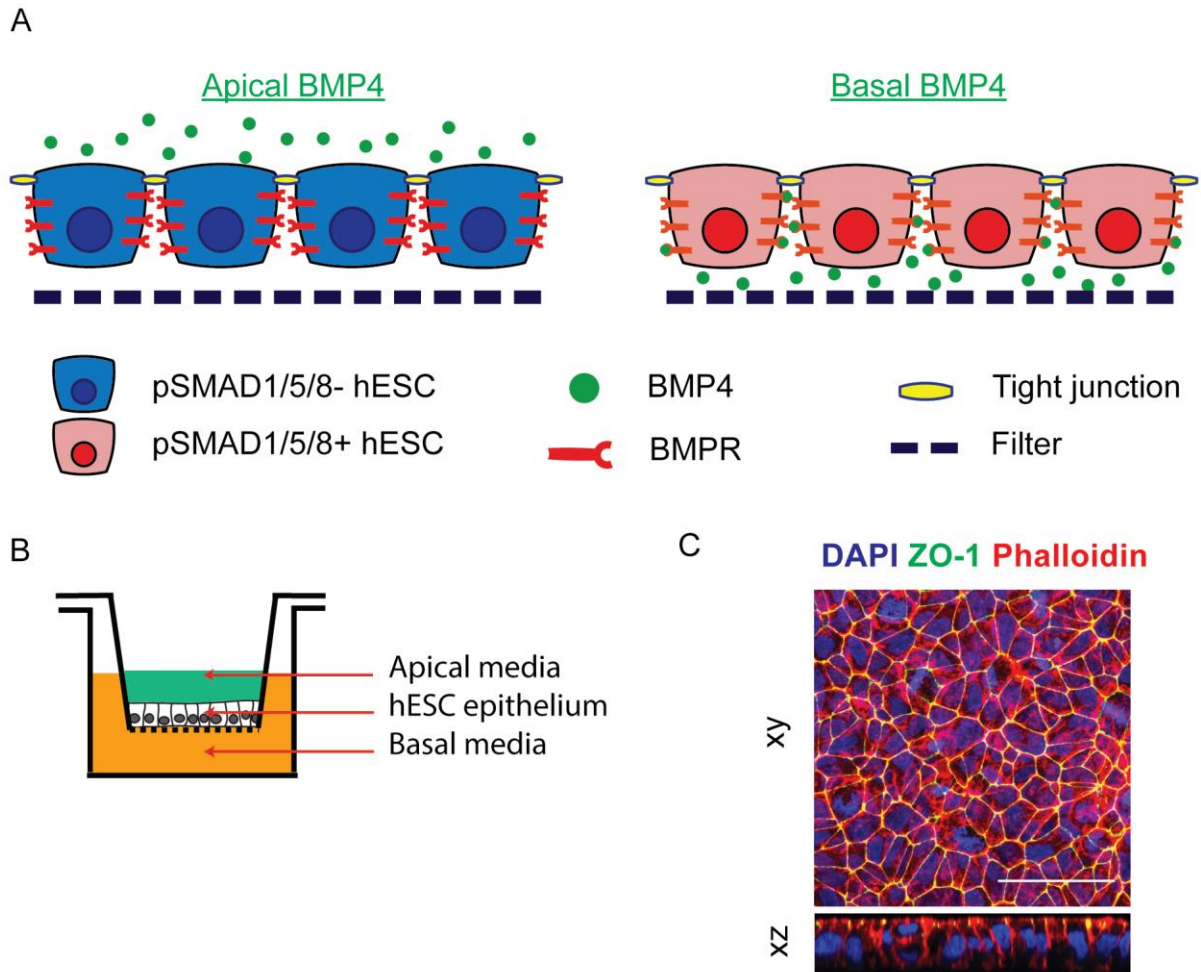 A
Apical BMP4
Basal BMP4
pSMAD1/5/8- hESC
BMP4
Tight junction
pSMAD1/5/8+ hESC
BMPR
Filter
B
Apical media
hESC epithelium
Basal media
C
DAPI ZO-1 Phalloidin
xy
xz